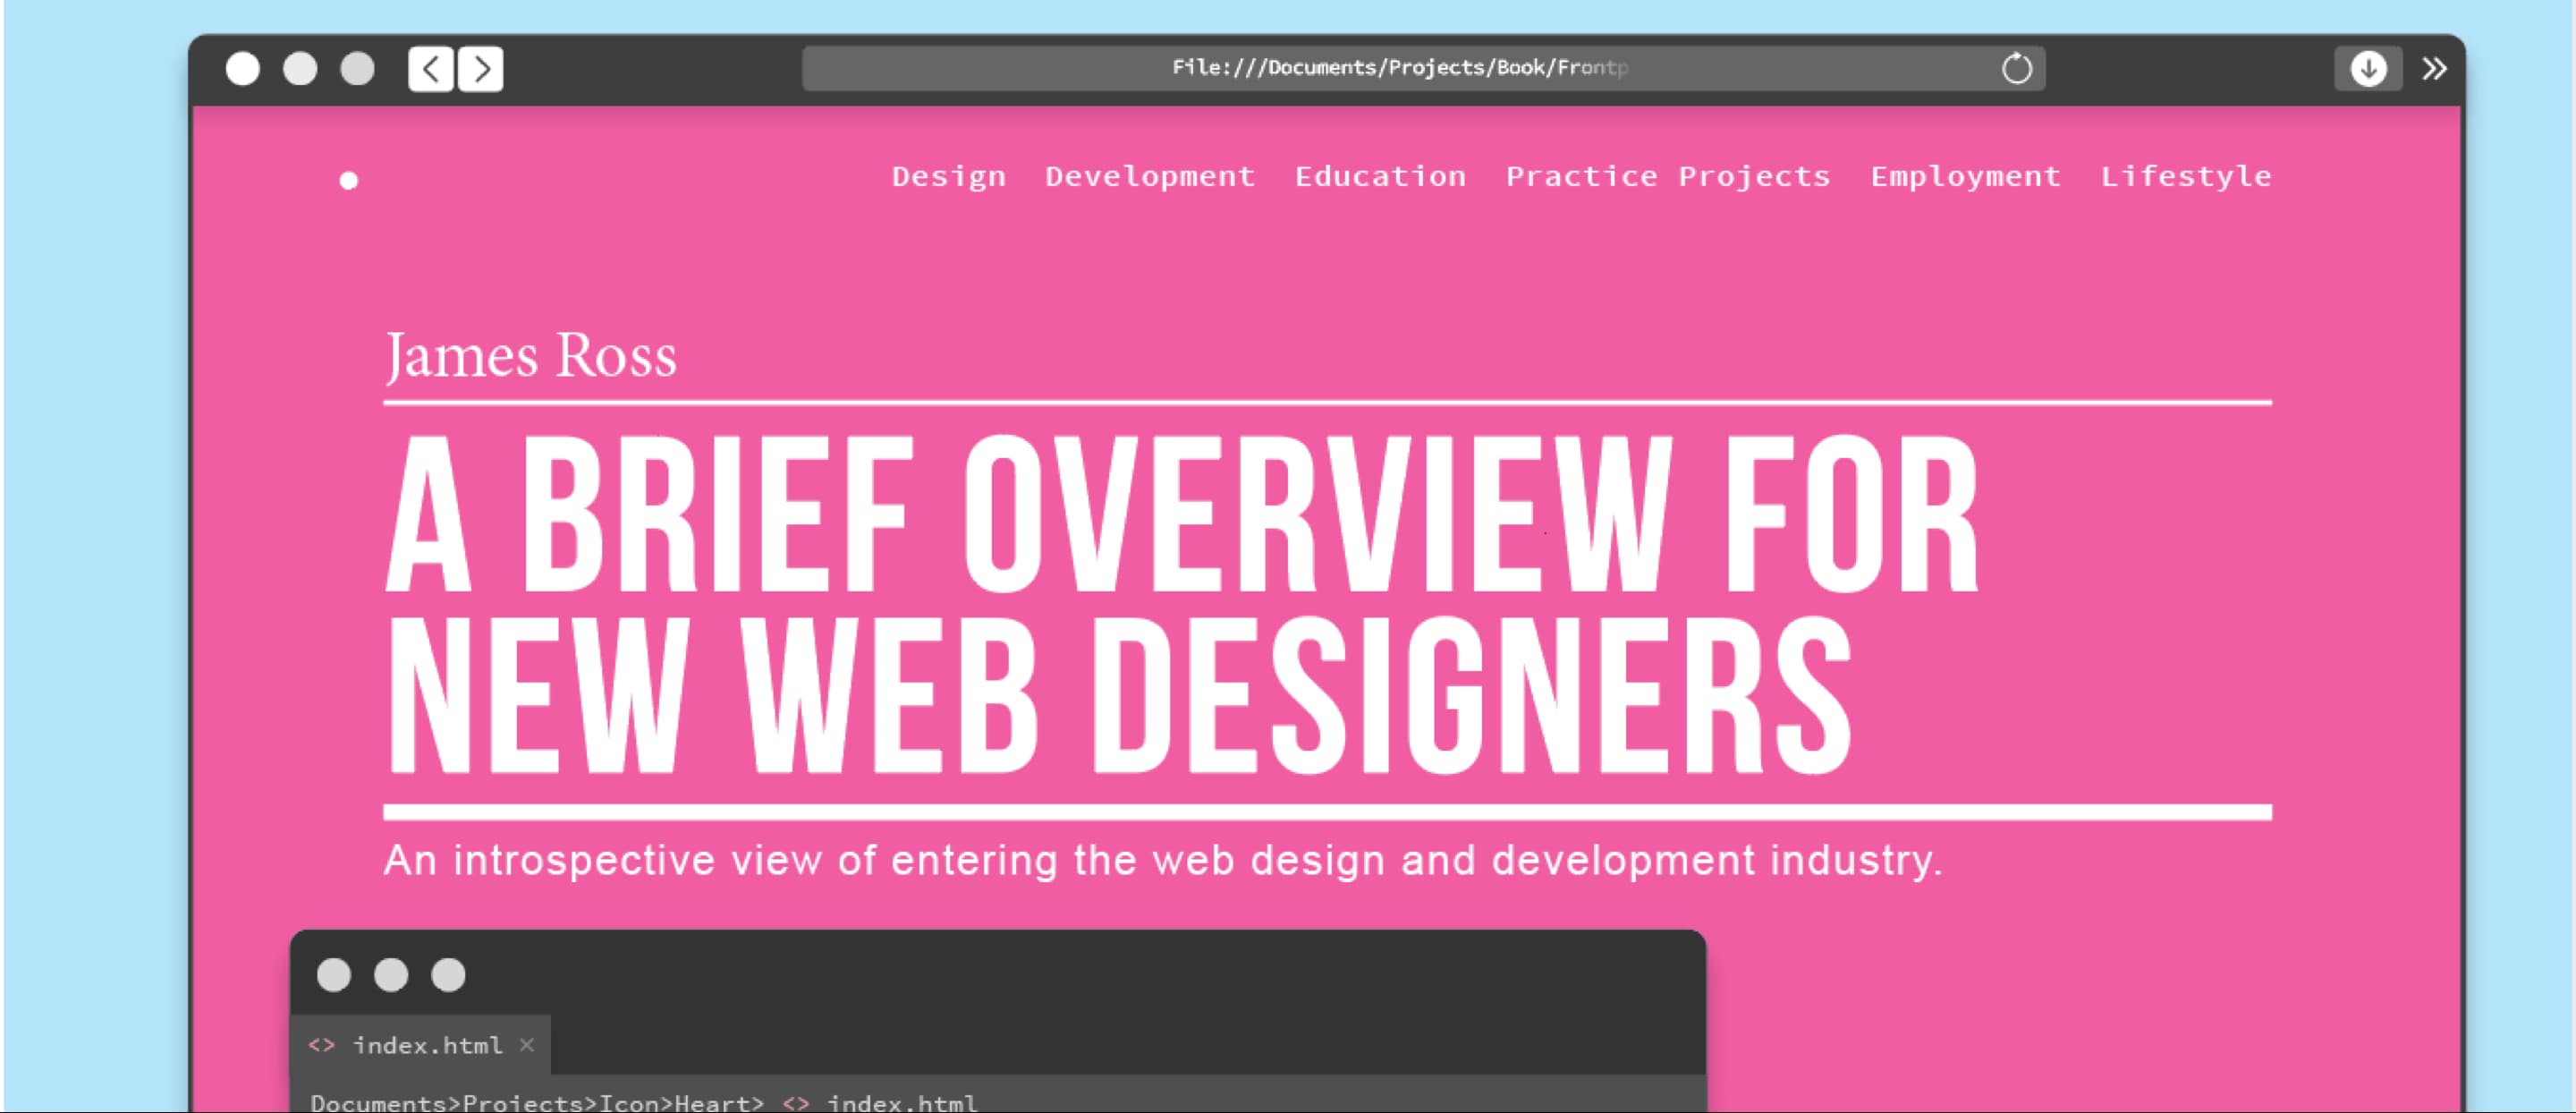 File:///Documents/Projects/Book/Frontp
Design Development Education Practice Projects Employment Lifestyle
James Ross
A BRIEF OVERVIEW FOR
NEW WEB DESIGNERS
An introspective view of entering the web design and development industry.
<> index.html ×
Documents>Projects>Icon>Heart> <> index.html